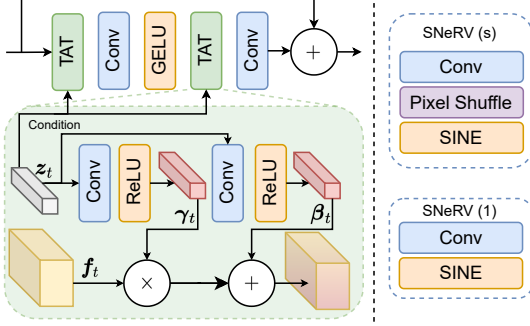 TAT
Conv
GELU
TAT
Conv
+
Condition
z_t
Conv
ReLU
γ_t
Conv
ReLU
β_t
f_t
×
+
SNeRV (s)
Conv
Pixel Shuffle
SINE
SNeRV (1)
Conv
SINE